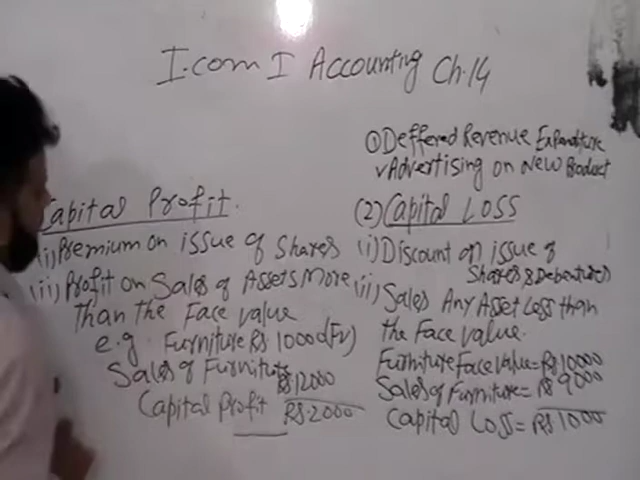 I.com I Accounting Ch.14
① Deffered Revenue Expenditure
✓ Advertising on New Product
Capital Profit.
(i) Premium on issue of Shares
(ii) Profit on Sales of Assets More
Than the Face value
e.g Furniture Rs 10000 (FV)
Sales of Furniture Rs 12000
Capital Profit Rs.2000
(2) Capital LOSS
(i) Discount on issue of
Shares & Debentures
(ii) Sales Any Asset Less than
the Face value.
Furniture Face value = Rs 10000
Sales of Furniture = Rs 9000
Capital Loss = Rs 1000